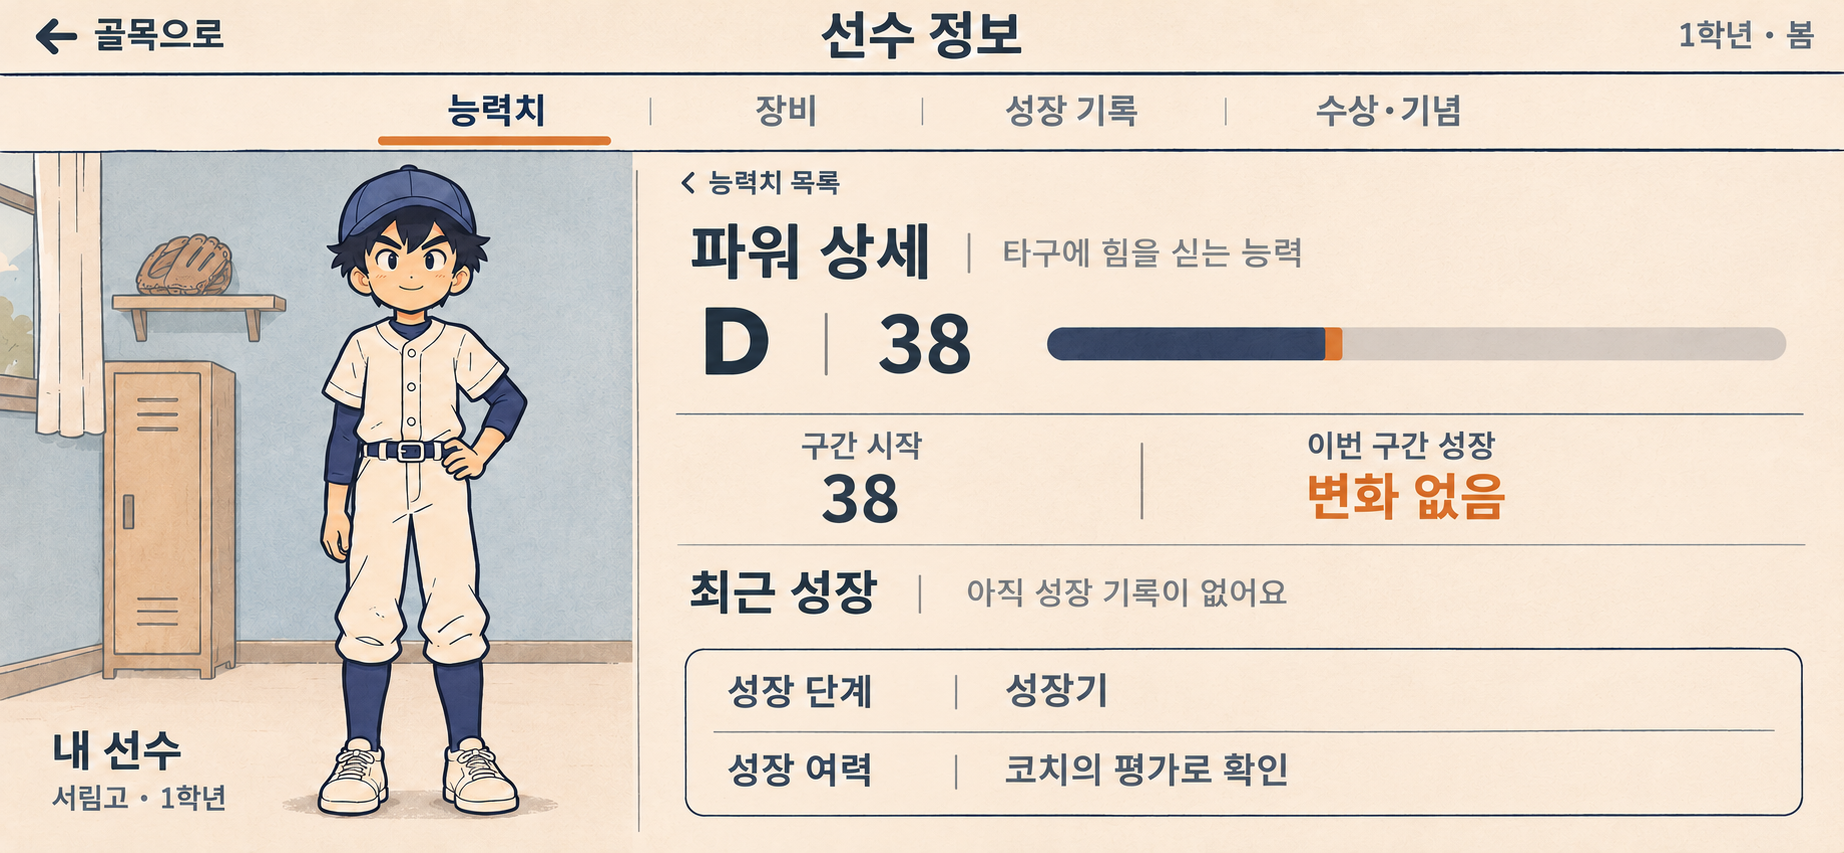 골목으로
선수 정보
1학년 • 봄
능력치
장비
성장 기록
수상•기념
능력치 목록
파워 상세
타구에 힘을 싣는 능력
D
38
구간 시작
38
이번 구간 성장
변화 없음
최근 성장
아직 성장 기록이 없어요
성장 단계
성장기
성장 여력
코치의 평가로 확인
내 선수
서림고 • 1학년